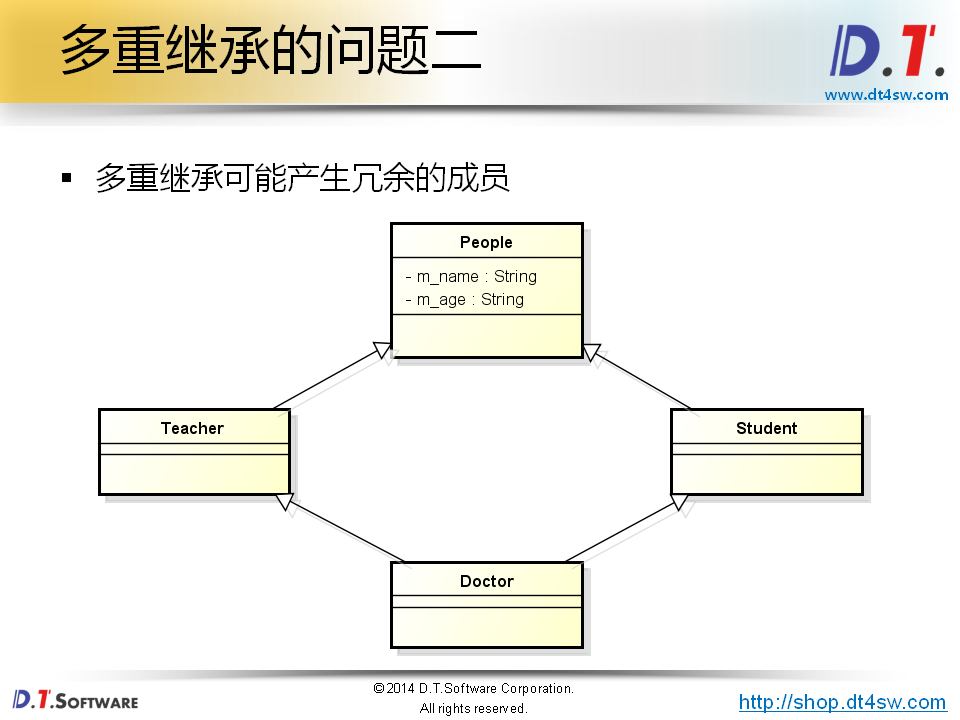 多重继承的问题二
D.T.
www.dt4sw.com
▪ 多重继承可能产生冗余的成员
People
- m_name : String
- m_age : String
Teacher
Student
Doctor
D.T.SOFTWARE
©2014 D.T.Software Corporation.
All rights reserved.
http://shop.dt4sw.com